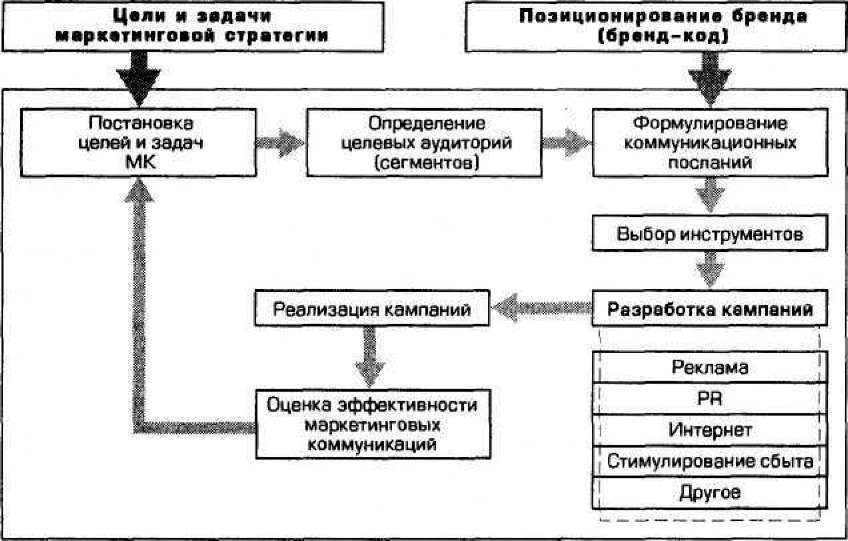 Цели и задачи
маркетинговой стратегии
Позиционирование бренда
(бренд-код)
Постановка
целей и задач
МК
Определение
целевых аудиторий
(сегментов)
Формулирование
коммуникационных
посланий
Выбор инструментов
Разработка кампаний
Реализация кампаний
Реклама
PR
Интернет
Стимулирование сбыта
Другое
Оценка эффективности
маркетинговых
коммуникаций